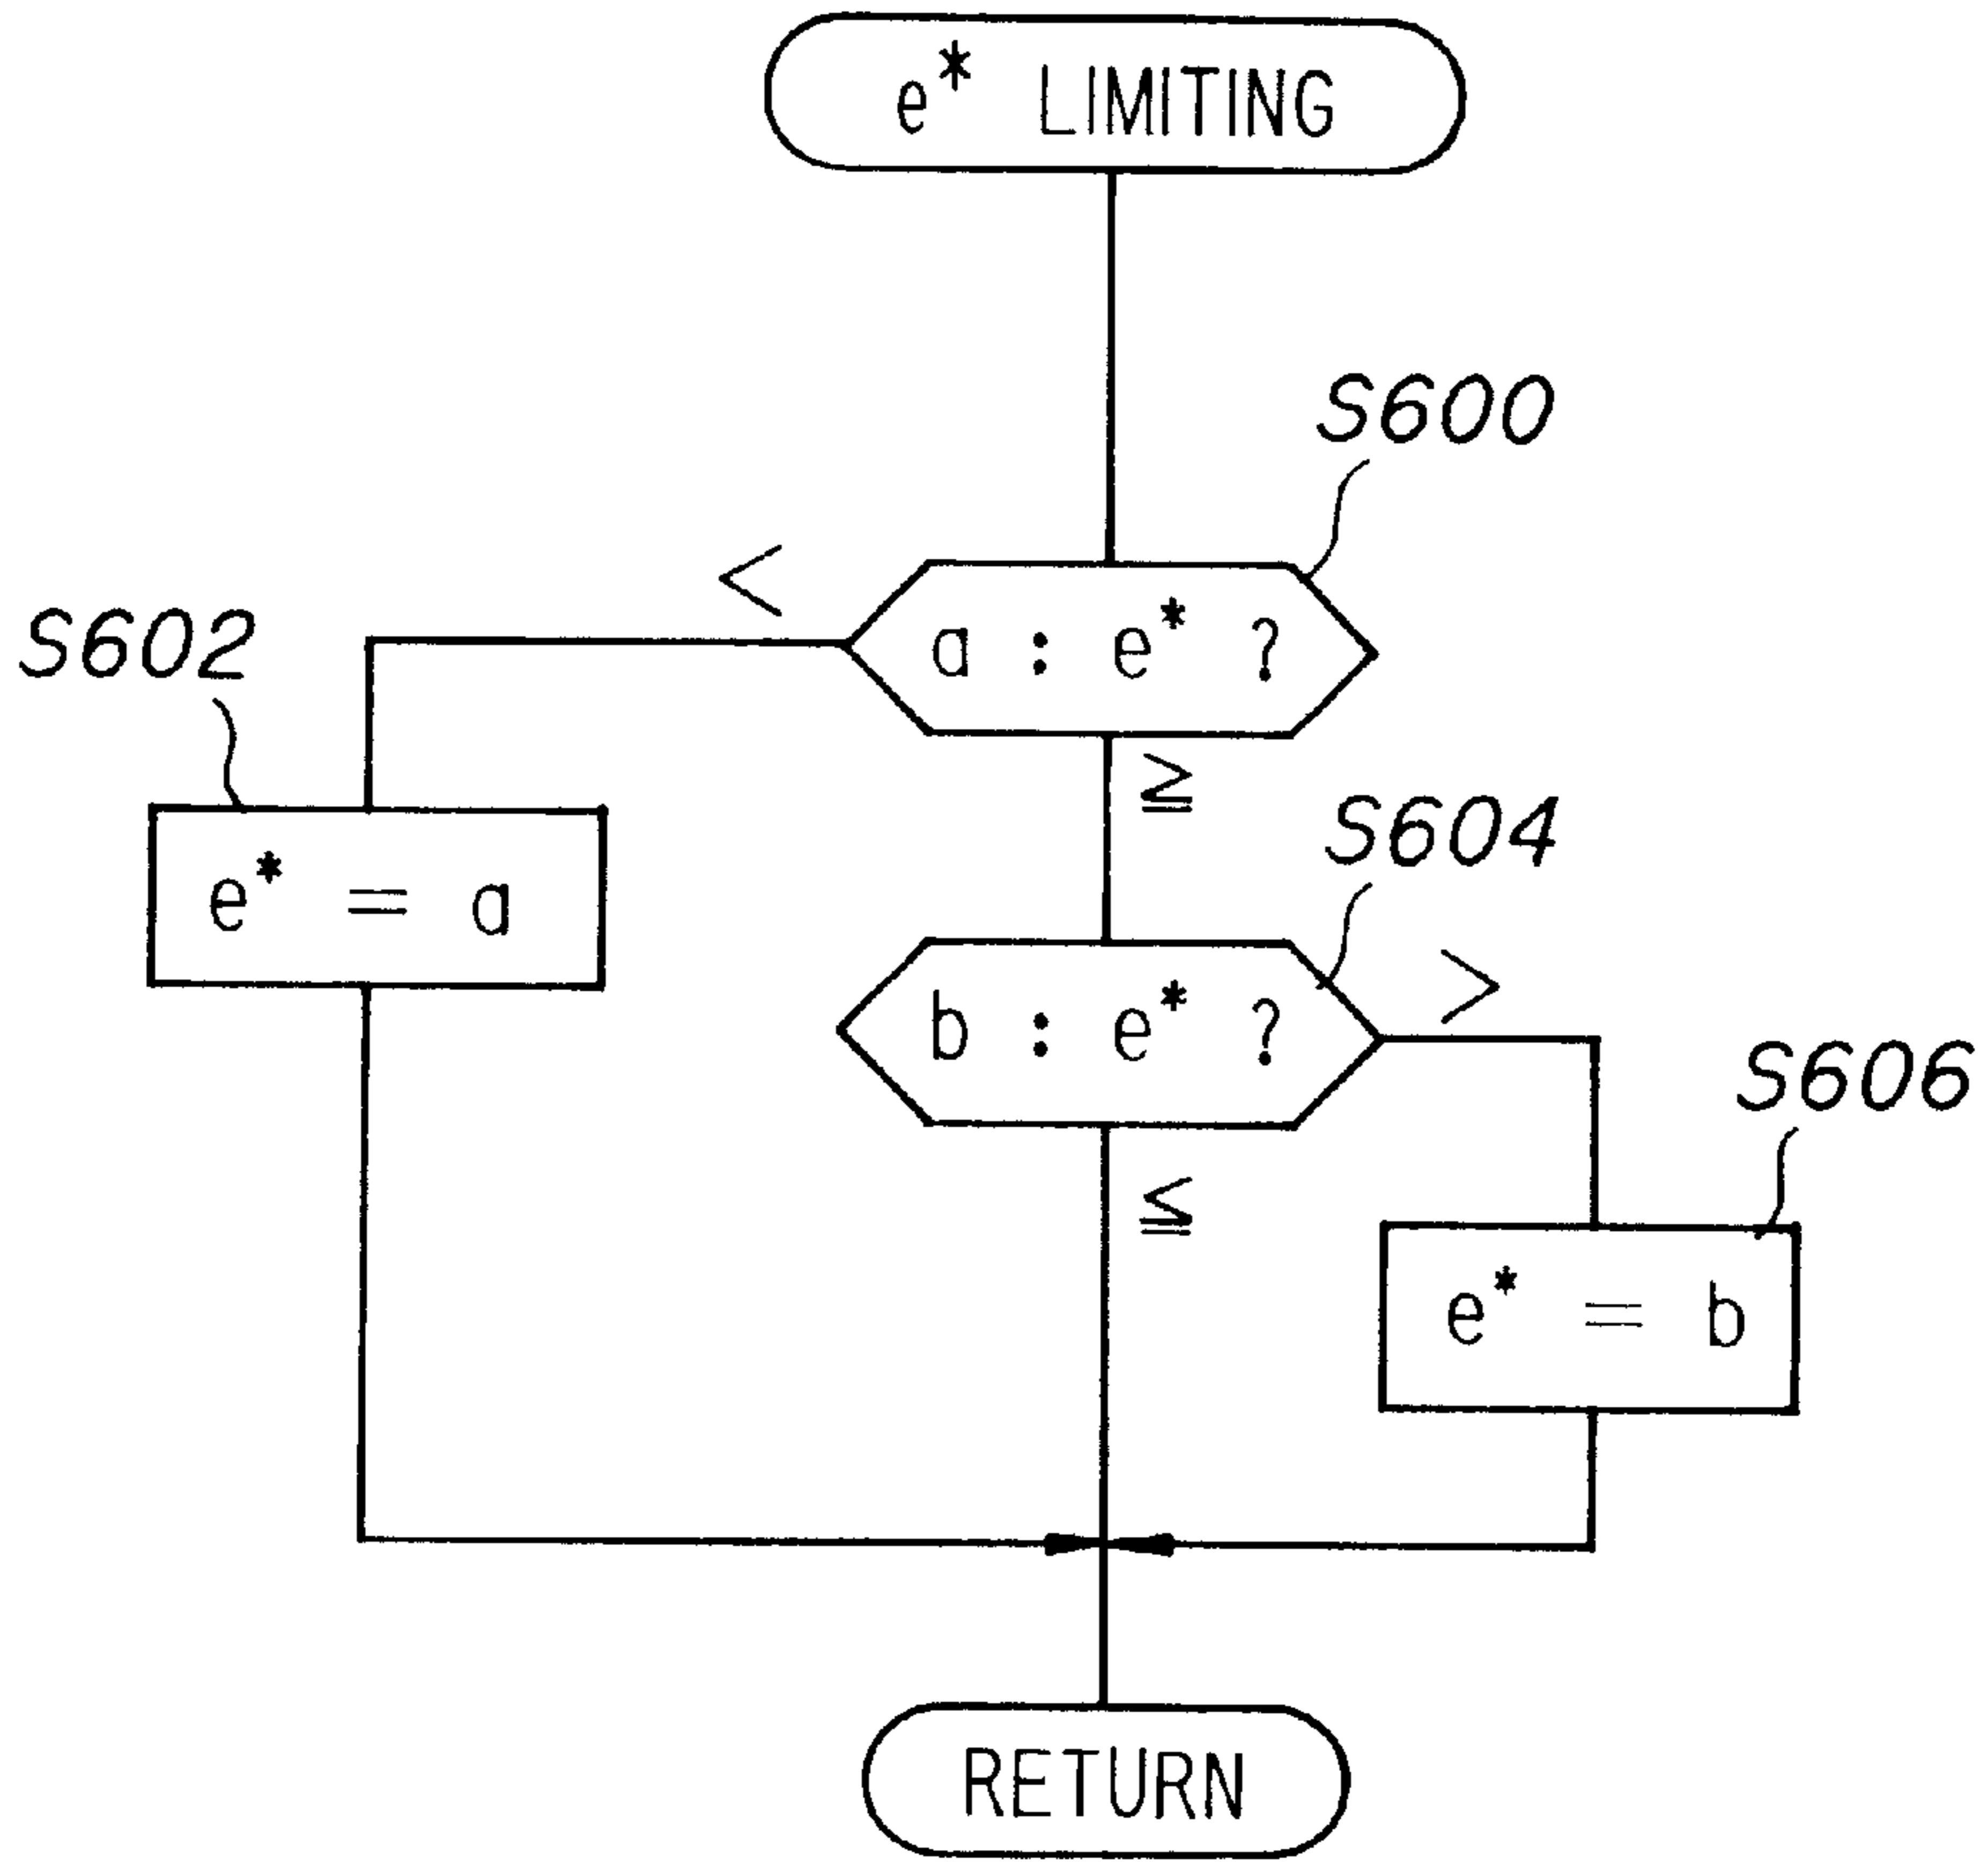 e* LIMITING
S600
<
a : e* ?
S602
≧
e* = a
S604
>
b : e* ?
S606
≦
e* = b
RETURN